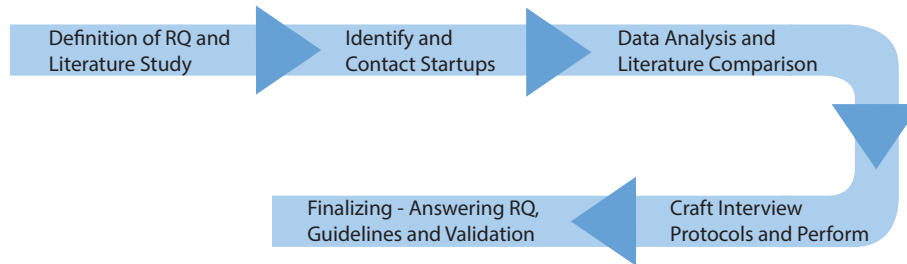 Definition of RQ and
Literature Study
Identify and
Contact Startups
Data Analysis and
Literature Comparison
Craft Interview
Protocols and Perform
Finalizing - Answering RQ,
Guidelines and Validation